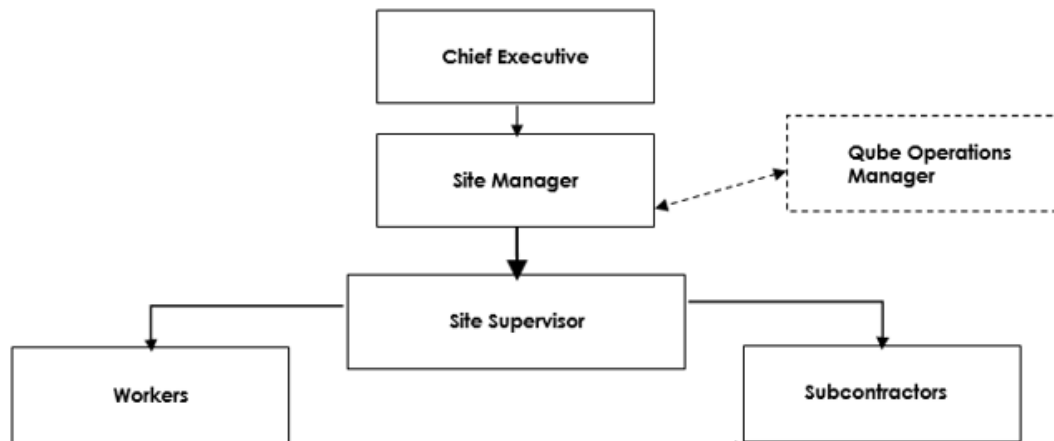 Chief Executive
Site Manager
Qube Operations
Manager
Site Supervisor
Workers
Subcontractors